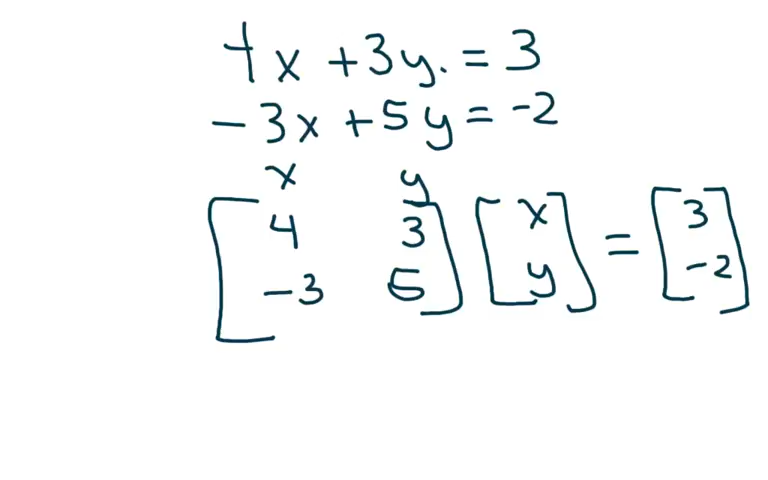 4x + 3y. = 3
-3x + 5y = -2
x y
[4 3] [x] = [3]
[-3 5] [y] [-2]